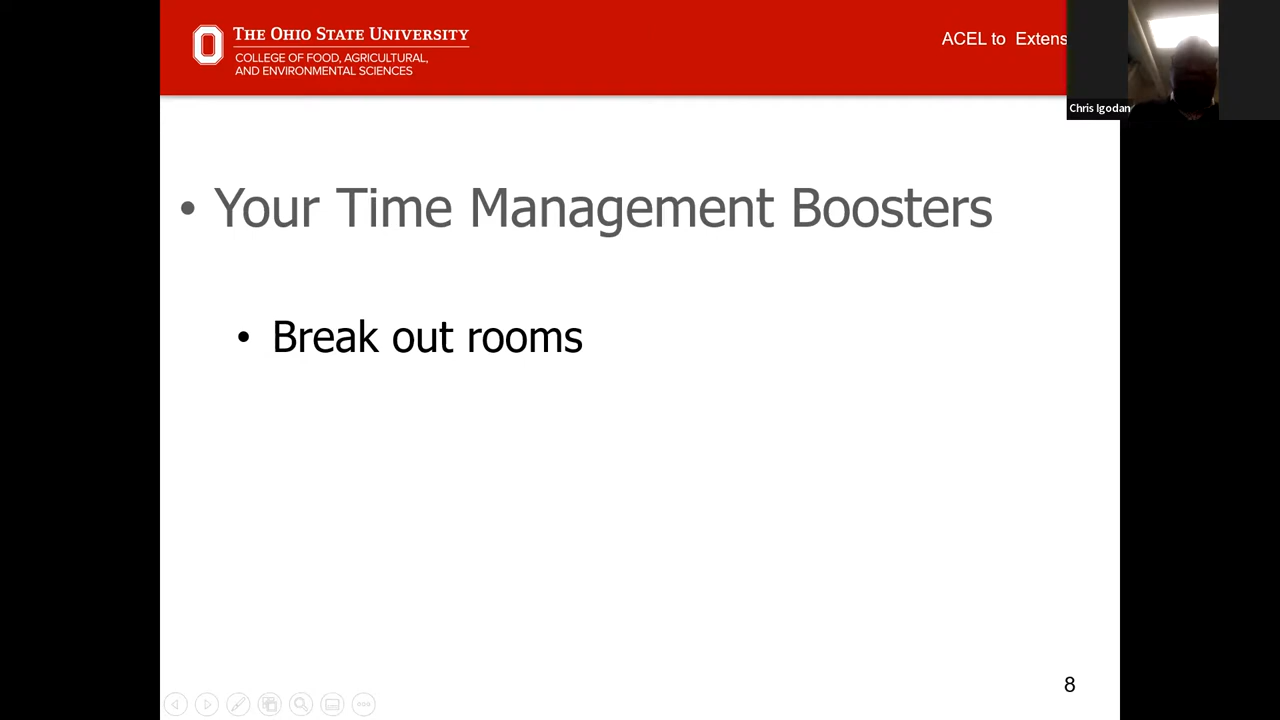 THE OHIO STATE UNIVERSITY
COLLEGE OF FOOD, AGRICULTURAL,
AND ENVIRONMENTAL SCIENCES
ACEL to Extens
Chris Igodan
• Your Time Management Boosters
• Break out rooms
8